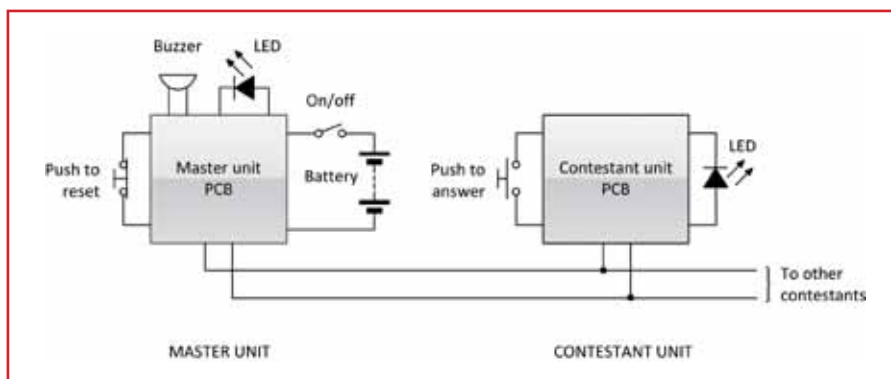 Buzzer
LED
On/off
Push to
reset
Master unit
PCB
Battery
Push to
answer
Contestant unit
PCB
LED
To other
contestants
MASTER UNIT
CONTESTANT UNIT